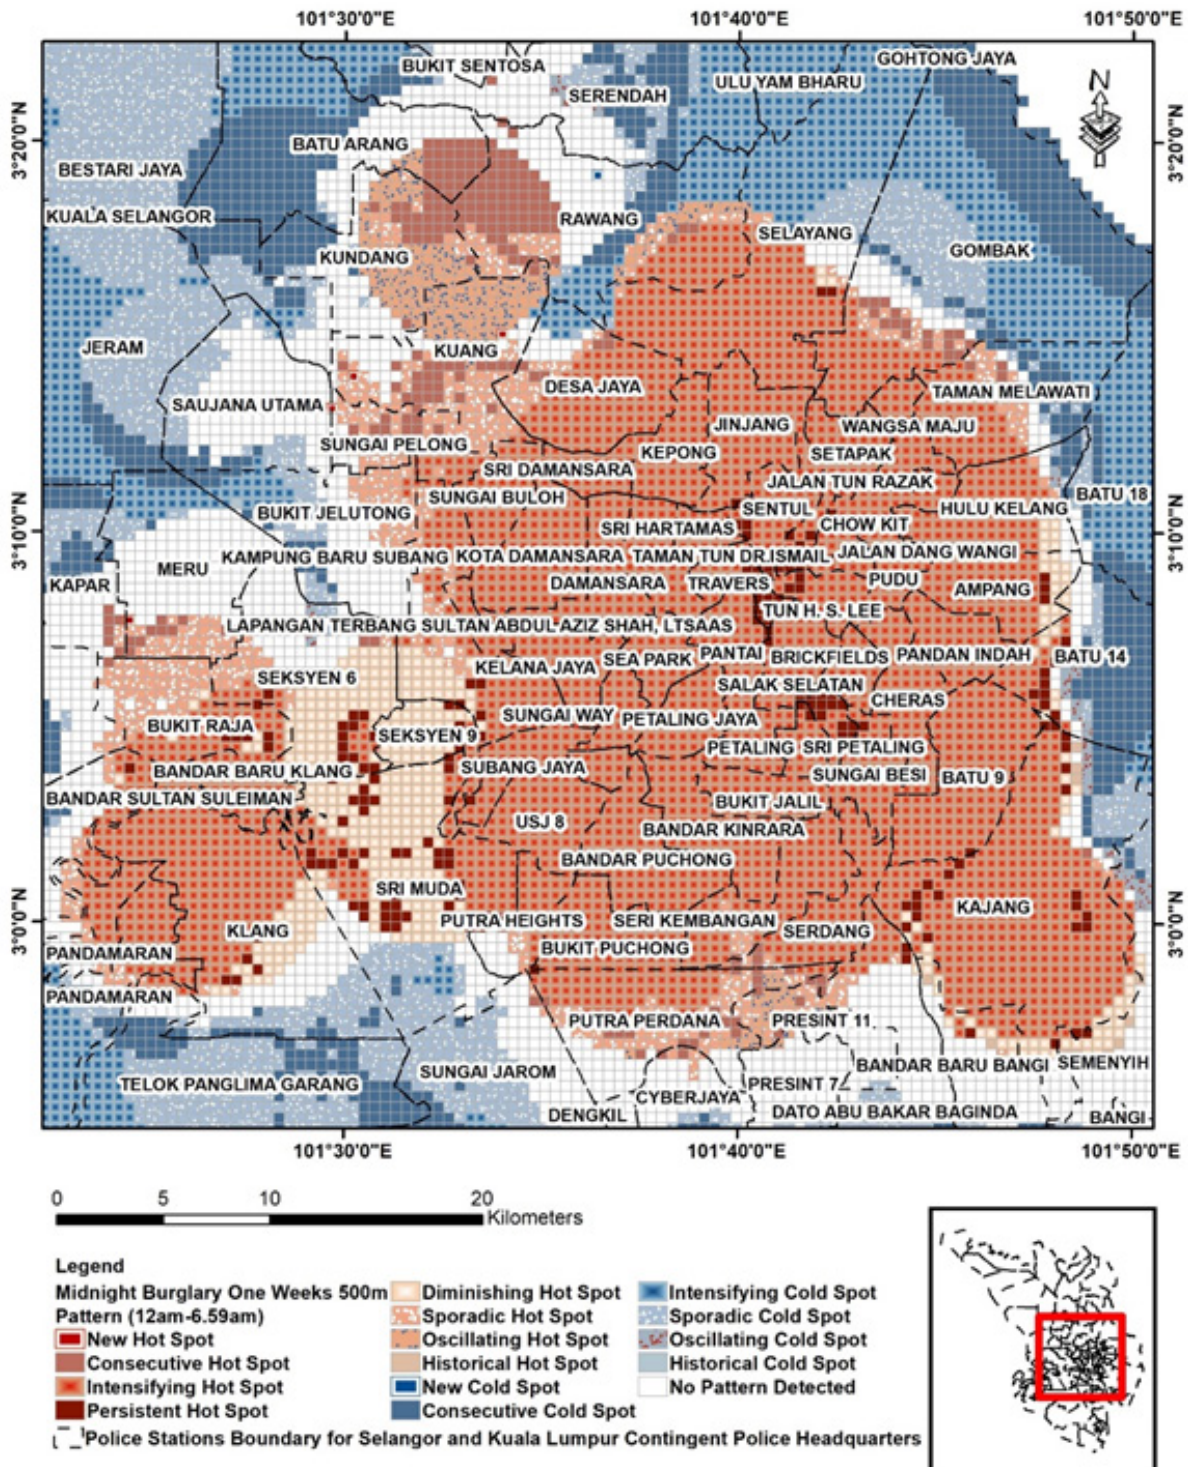 101°30'0"E 101°40'0"E 101°50'0"E
GOHTONG JAYA
BUKIT SENTOSA
ULU YAM BHARU
SERENDAH
N
3°20'0"N 3°20'0"N
BATU ARANG
BESTARI JAYA
KUALA SELANGOR
RAWANG
SELAYANG
KUNDANG
GOMBAK
JERAM
KUANG
DESA JAYA
TAMAN MELAWATI
SAUJANA UTAMA
JINJANG
WANGSA MAJU
SUNGAI PELONG
KEPONG
SETAPAK
SRI DAMANSARA
JALAN TUN RAZAK
SUNGAI BULOH
BATU 18
BUKIT JELUTONG
SENTUL
HULU KELANG
SRI HARTAMAS
CHOW KIT
3°10'0"N 3°10'0"N
KAMPUNG BARU SUBANG
KOTA DAMANSARA
TAMAN TUN DR.ISMAIL
JALAN DANG WANGI
MERU
KAPAR
DAMANSARA
TRAVERS
PUDU
AMPANG
TUN H. S. LEE
LAPANGAN TERBANG SULTAN ABDUL AZIZ SHAH, LTSAAS
PANTAI
BRICKFIELDS
PANDAN INDAH
BATU 14
KELANA JAYA
SEA PARK
SEKSYEN 6
SALAK SELATAN
CHERAS
SUNGAI WAY
PETALING JAYA
BUKIT RAJA
SEKSYEN 9
PETALING
SRI PETALING
BANDAR BARU KLANG
SUBANG JAYA
SUNGAI BESI
BATU 9
BANDAR SULTAN SULEIMAN
BUKIT JALIL
USJ 8
BANDAR KINRARA
BANDAR PUCHONG
SRI MUDA
KAJANG
PUTRA HEIGHTS
SERI KEMBANGAN
SERDANG
3°0'0"N 3°0'0"N
KLANG
BUKIT PUCHONG
PANDAMARAN
PANDAMARAN
PUTRA PERDANA
PRESINT 11
BANDAR BARU BANGI
SEMENYIH
SUNGAI JAROM
TELOK PANGLIMA GARANG
PRESINT 7
CYBERJAYA
DENGKIL
DATO ABU BAKAR BAGINDA
BANGI
101°30'0"E 101°40'0"E 101°50'0"E
0 5 10 20
Kilometers
Legend
Midnight Burglary One Weeks 500m
Pattern (12am-6.59am)
New Hot Spot
Consecutive Hot Spot
Intensifying Hot Spot
Persistent Hot Spot
Diminishing Hot Spot
Sporadic Hot Spot
Oscillating Hot Spot
Historical Hot Spot
New Cold Spot
Consecutive Cold Spot
Intensifying Cold Spot
Sporadic Cold Spot
Oscillating Cold Spot
Historical Cold Spot
No Pattern Detected
Police Stations Boundary for Selangor and Kuala Lumpur Contingent Police Headquarters